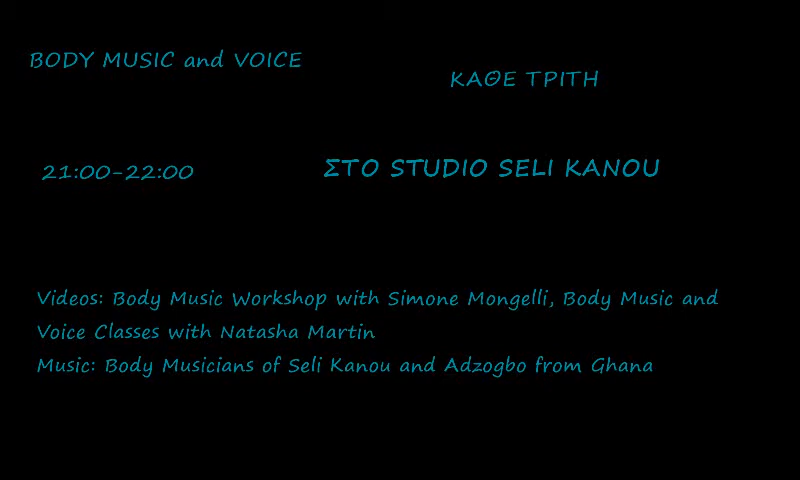 BODY MUSIC and VOICE
ΚΑΘΕ ΤΡΙΤΗ
21:00-22:00
ΣΤΟ STUDIO SELI KANOU
Videos: Body Music Workshop with Simone Mongelli, Body Music and
Voice Classes with Natasha Martin
Music: Body Musicians of Seli Kanou and Adzogbo from Ghana